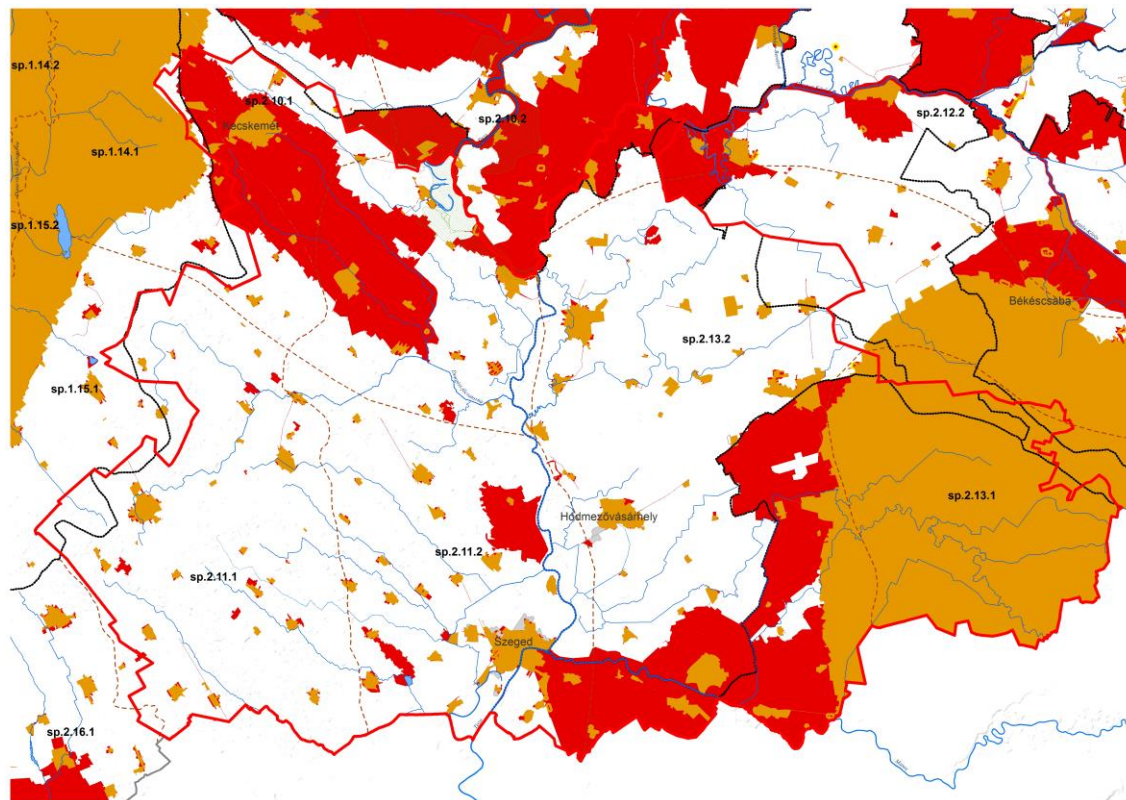 sp.1.14.2
sp.2.10.1
Kecskemét
sp.2.10.2
sp.2.12.2
sp.1.14.1
sp.1.15.2
Békéscsaba
sp.2.13.2
sp.1.15.1
sp.2.13.1
Hódmezővásárhely
sp.2.11.2
sp.2.11.1
Szeged
sp.2.16.1
Maros